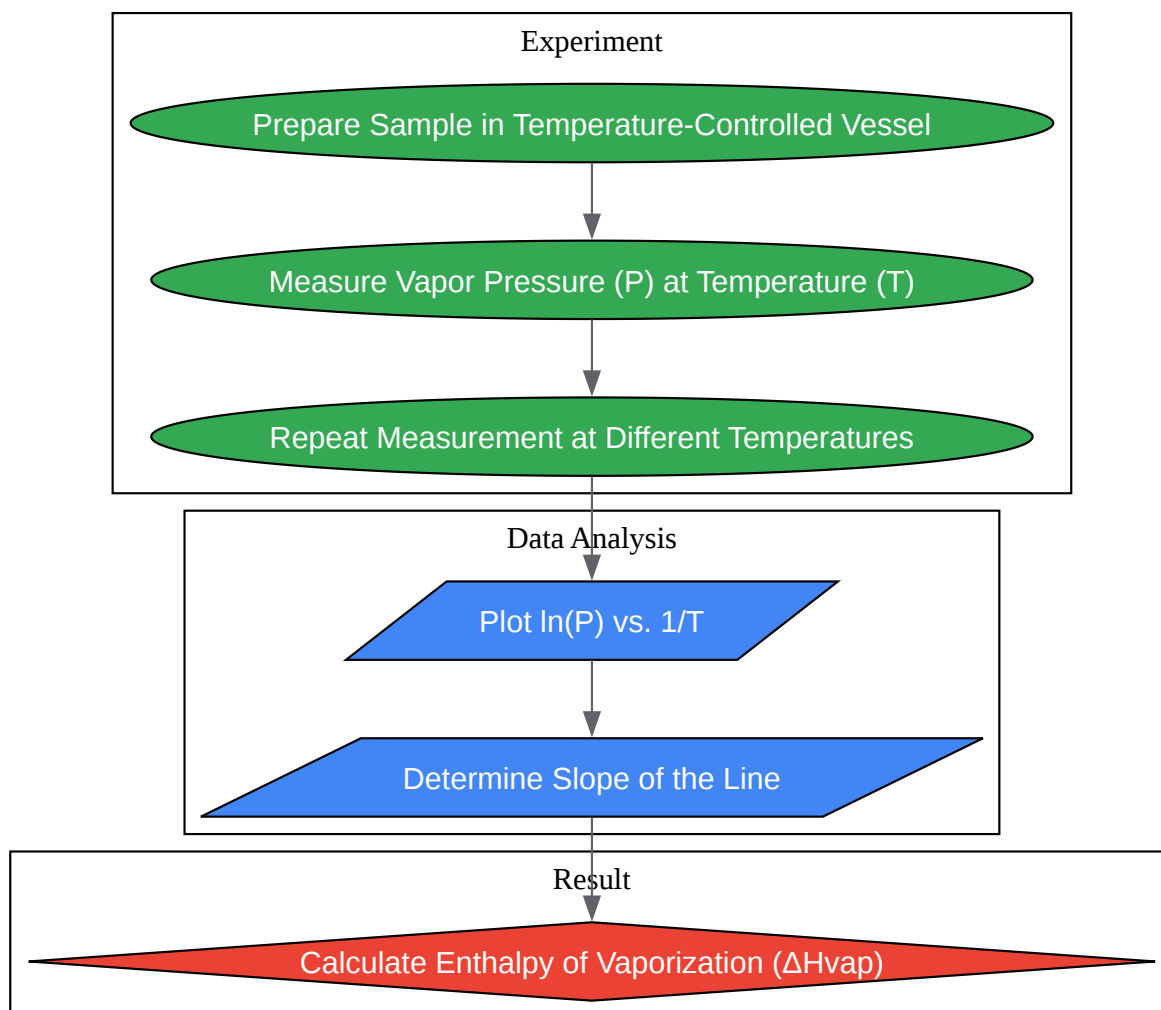 Experiment
Prepare Sample in Temperature-Controlled Vessel
Measure Vapor Pressure (P) at Temperature (T)
Repeat Measurement at Different Temperatures
Data Analysis
Plot ln(P) vs. 1/T
Determine Slope of the Line
Result
Calculate Enthalpy of Vaporization (ΔHvap)